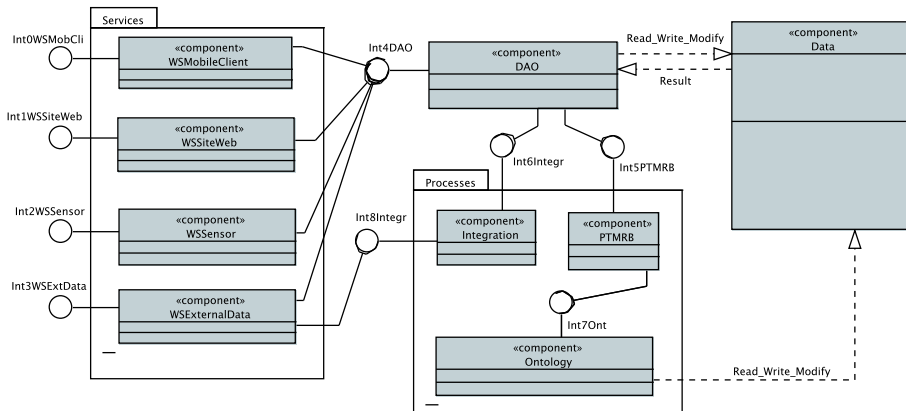 Services
Int0WSMobCli
«component»
WSMobileClient
Int1WSSiteWeb
«component»
WSSiteWeb
Int2WSSensor
«component»
WSSensor
Int3WSExtData
«component»
WSExternalData
Int4DAO
«component»
DAO
Read_Write_Modify
Result
«component»
Data
Int6Integr
Int5PTMRB
Processes
Int8Integr
«component»
Integration
«component»
PTMRB
Int7Ont
«component»
Ontology
Read_Write_Modify